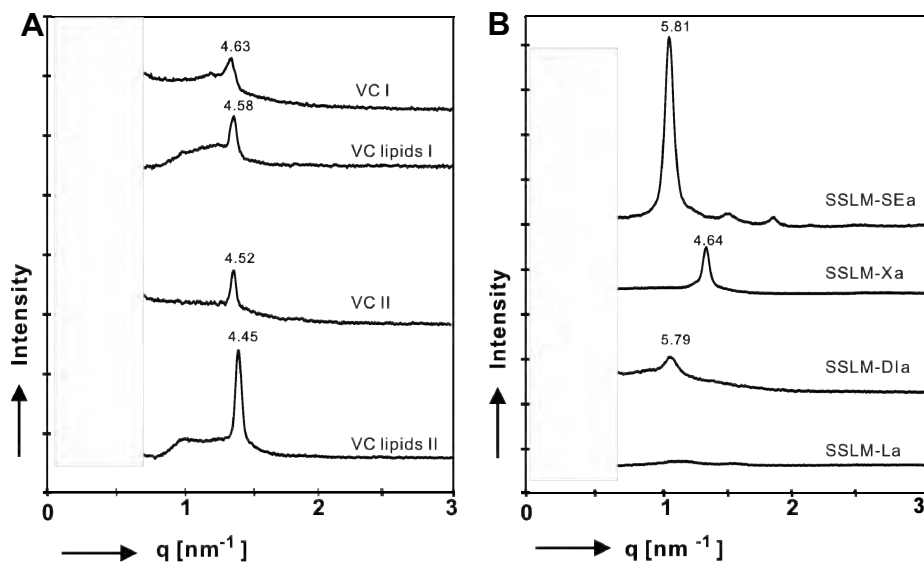 A
4.63
VC I
4.58
VC lipids I
4.52
VC II
4.45
VC lipids II
Intensity
0
1
2
3
q [nm⁻¹]
B
5.81
SSLM-SEa
4.64
SSLM-Xa
5.79
SSLM-DIa
SSLM-La
Intensity
0
1
2
3
q [nm ⁻¹]